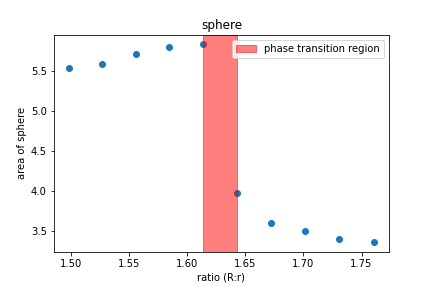 sphere
phase transition region
area of sphere
5.5
5.0
4.5
4.0
3.5
1.50
1.55
1.60
1.65
1.70
1.75
ratio (R:r)